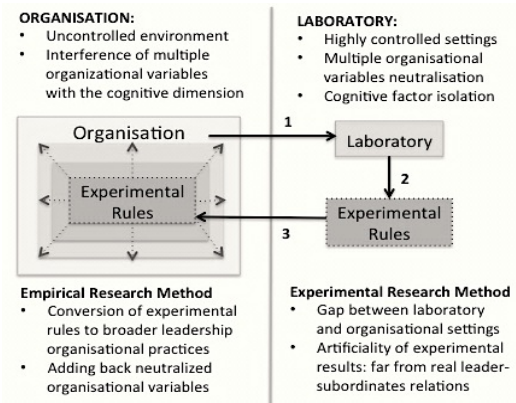 ORGANISATION:
• Uncontrolled environment
• Interference of multiple
organizational variables
with the cognitive dimension
LABORATORY:
• Highly controlled settings
• Multiple organisational
variables neutralisation
• Cognitive factor isolation
Organisation
Experimental
Rules
1
Laboratory
2
Experimental
Rules
3
Empirical Research Method
• Conversion of experimental
rules to broader leadership
organisational practices
• Adding back neutralized
organisational variables
Experimental Research Method
• Gap between laboratory
and organisational settings
• Artificiality of experimental
results: far from real leader-
subordinates relations